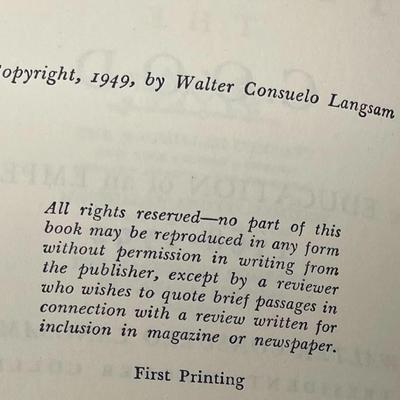 Copyright, 1949, by Walter Consuelo Langsam
All rights reserved—no part of this
book may be reproduced in any form
without permission in writing from
the publisher, except by a reviewer
who wishes to quote brief passages in
connection with a review written for
inclusion in magazine or newspaper.
First Printing